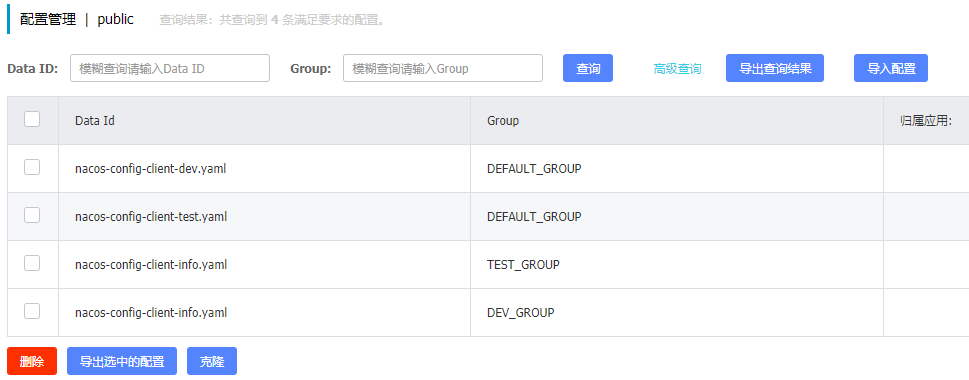 配置管理 | public 查询结果：共查询到 4 条满足要求的配置。
Data ID: 模糊查询请输入Data ID Group: 模糊查询请输入Group 查询 高级查询 导出查询结果 导入配置
Data Id Group 归属应用:
nacos-config-client-dev.yaml DEFAULT_GROUP
nacos-config-client-test.yaml DEFAULT_GROUP
nacos-config-client-info.yaml TEST_GROUP
nacos-config-client-info.yaml DEV_GROUP
删除 导出选中的配置 克隆